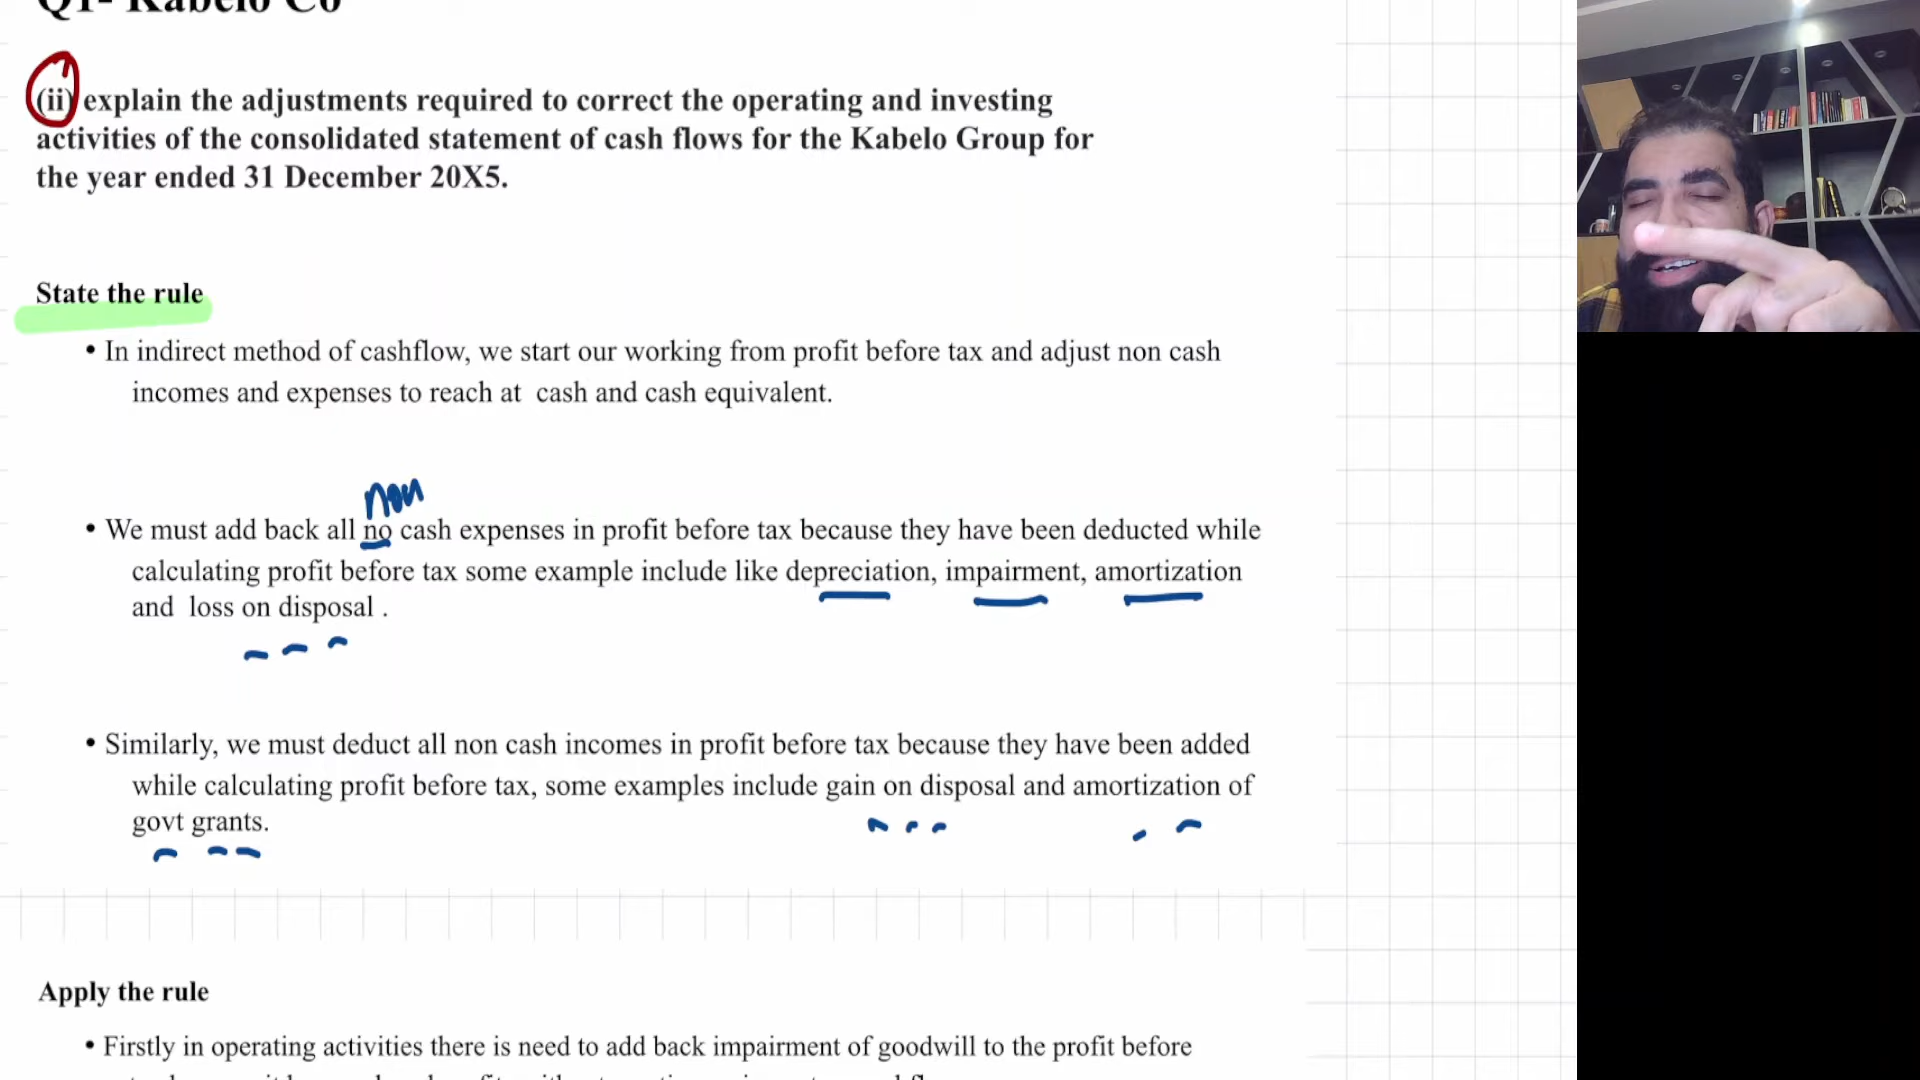 Q1- Kabelo Co
(ii) explain the adjustments required to correct the operating and investing
activities of the consolidated statement of cash flows for the Kabelo Group for
the year ended 31 December 20X5.
State the rule
• In indirect method of cashflow, we start our working from profit before tax and adjust non cash
incomes and expenses to reach at cash and cash equivalent.
non
• We must add back all no cash expenses in profit before tax because they have been deducted while
calculating profit before tax some example include like depreciation, impairment, amortization
and loss on disposal .
• Similarly, we must deduct all non cash incomes in profit before tax because they have been added
while calculating profit before tax, some examples include gain on disposal and amortization of
govt grants.
Apply the rule
• Firstly in operating activities there is need to add back impairment of goodwill to the profit before